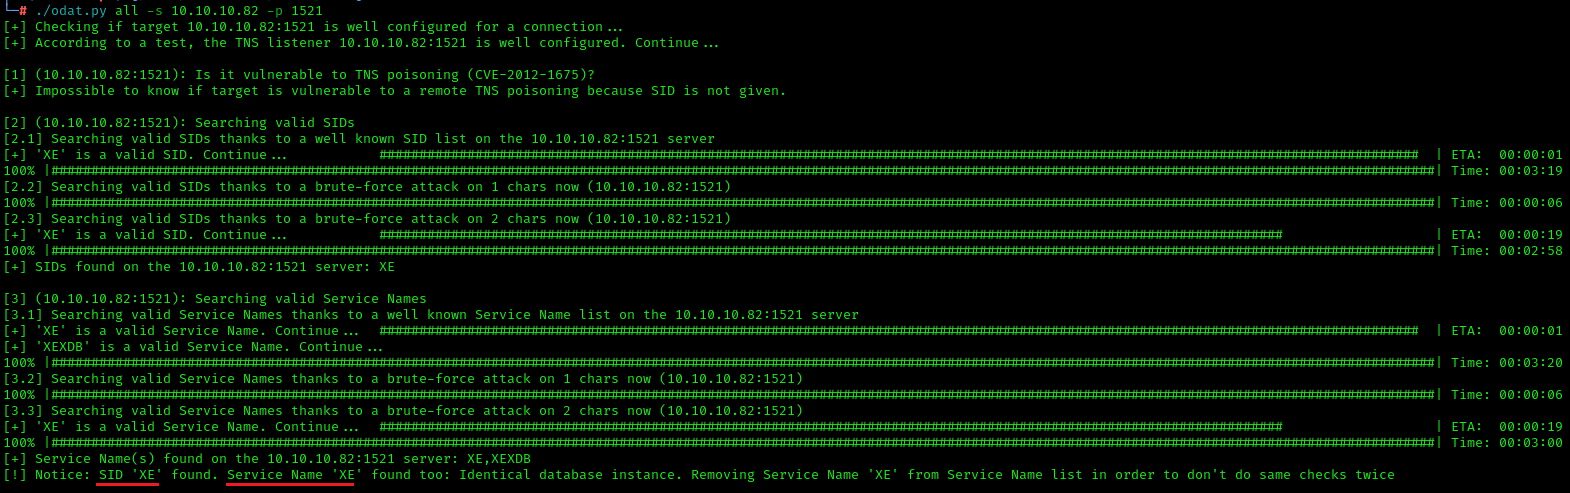 └─# ./odat.py all -s 10.10.10.82 -p 1521
[+] Checking if target 10.10.10.82:1521 is well configured for a connection...
[+] According to a test, the TNS listener 10.10.10.82:1521 is well configured. Continue...
[1] (10.10.10.82:1521): Is it vulnerable to TNS poisoning (CVE-2012-1675)?
[+] Impossible to know if target is vulnerable to a remote TNS poisoning because SID is not given.
[2] (10.10.10.82:1521): Searching valid SIDs
[2.1] Searching valid SIDs thanks to a well known SID list on the 10.10.10.82:1521 server
[+] 'XE' is a valid SID. Continue... ################################## | ETA: 00:00:01
100% |##################################| Time: 00:03:19
[2.2] Searching valid SIDs thanks to a brute-force attack on 1 chars now (10.10.10.82:1521)
100% |##################################| Time: 00:00:06
[2.3] Searching valid SIDs thanks to a brute-force attack on 2 chars now (10.10.10.82:1521)
[+] 'XE' is a valid SID. Continue... ############################ | ETA: 00:00:19
100% |##################################| Time: 00:02:58
[+] SIDs found on the 10.10.10.82:1521 server: XE
[3] (10.10.10.82:1521): Searching valid Service Names
[3.1] Searching valid Service Names thanks to a well known Service Name list on the 10.10.10.82:1521 server
[+] 'XE' is a valid Service Name. Continue... ################################## | ETA: 00:00:01
[+] 'XEXDB' is a valid Service Name. Continue...
100% |##################################| Time: 00:03:20
[3.2] Searching valid Service Names thanks to a brute-force attack on 1 chars now (10.10.10.82:1521)
100% |##################################| Time: 00:00:06
[3.3] Searching valid Service Names thanks to a brute-force attack on 2 chars now (10.10.10.82:1521)
[+] 'XE' is a valid Service Name. Continue... ############################ | ETA: 00:00:19
100% |##################################| Time: 00:03:00
[+] Service Name(s) found on the 10.10.10.82:1521 server: XE,XEXDB
[!] Notice: SID 'XE' found. Service Name 'XE' found too: Identical database instance. Removing Service Name 'XE' from Service Name list in order to don't do same checks twice